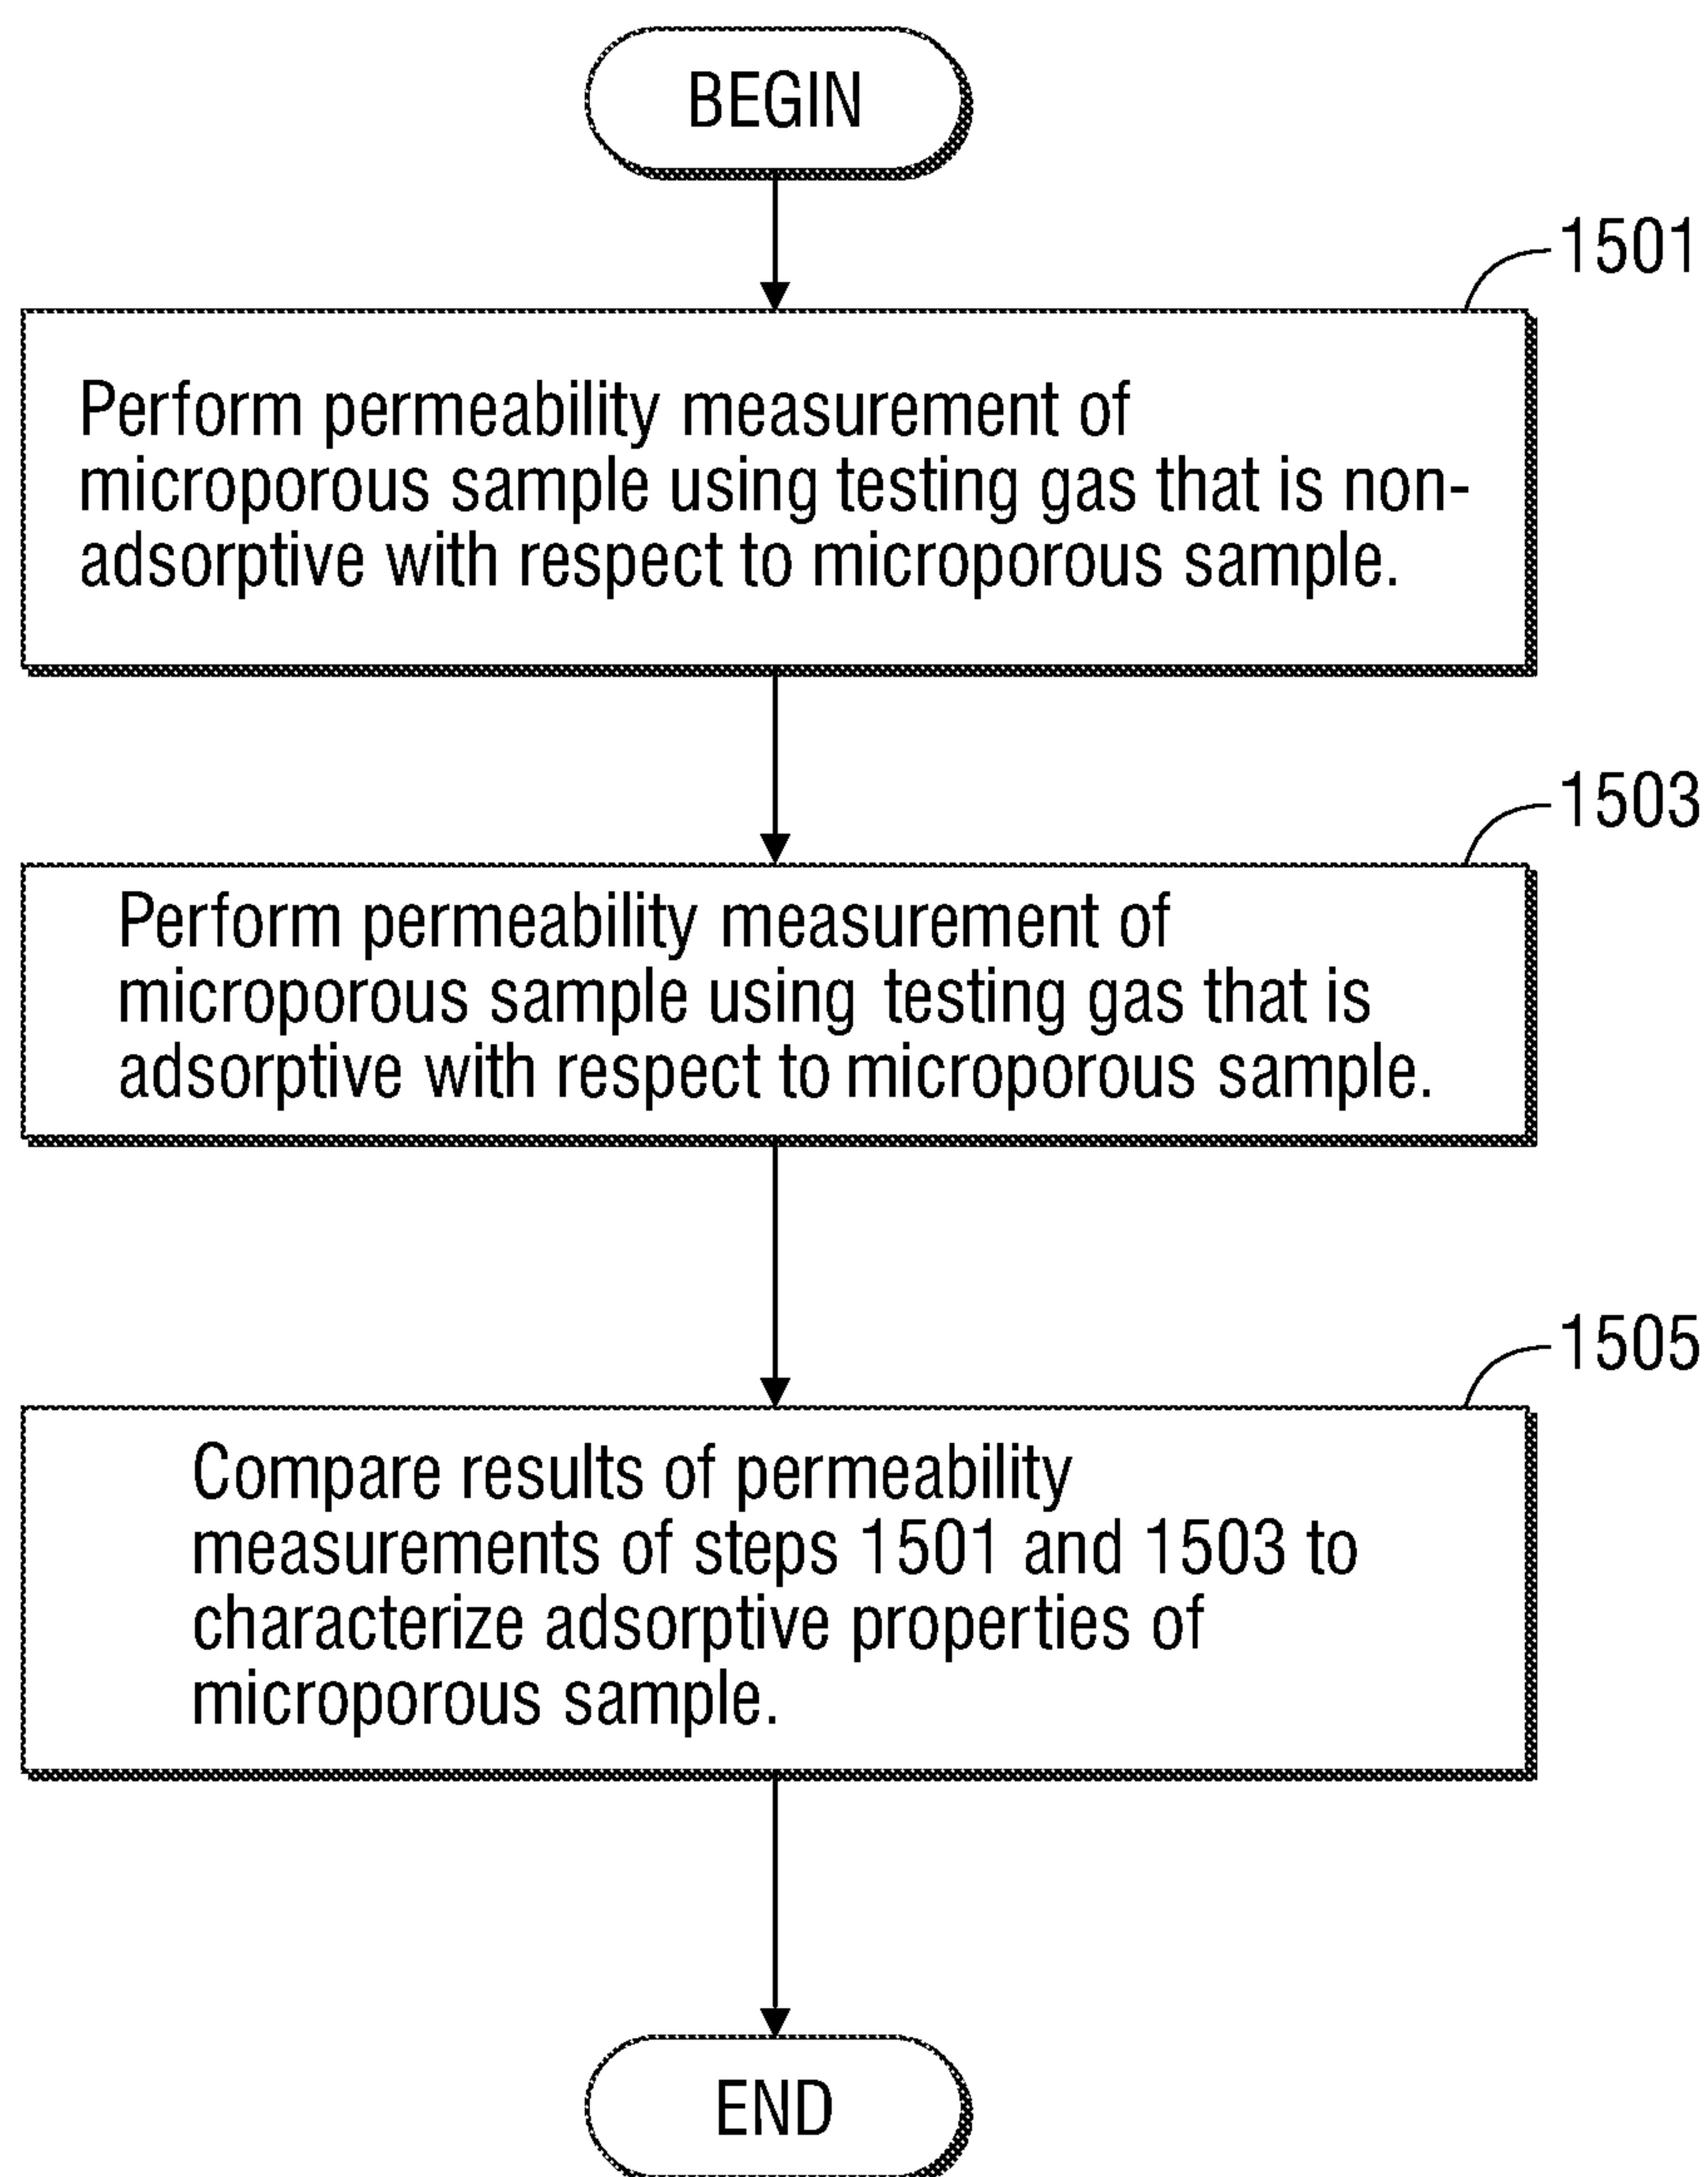 BEGIN
1501
Perform permeability measurement of
microporous sample using testing gas that is non-
adsorptive with respect to microporous sample.
1503
Perform permeability measurement of
microporous sample using testing gas that is
adsorptive with respect to microporous sample.
1505
Compare results of permeability
measurements of steps 1501 and 1503 to
characterize adsorptive properties of
microporous sample.
END